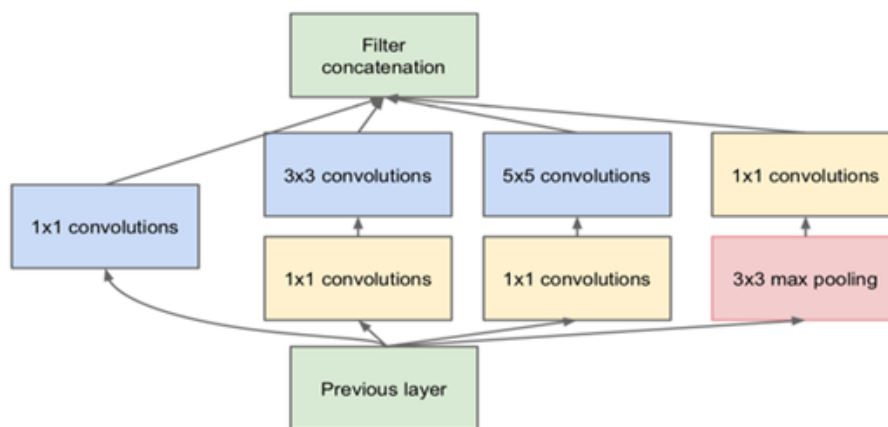 Filter
concatenation
3x3 convolutions
5x5 convolutions
1x1 convolutions
1x1 convolutions
1x1 convolutions
1x1 convolutions
3x3 max pooling
Previous layer